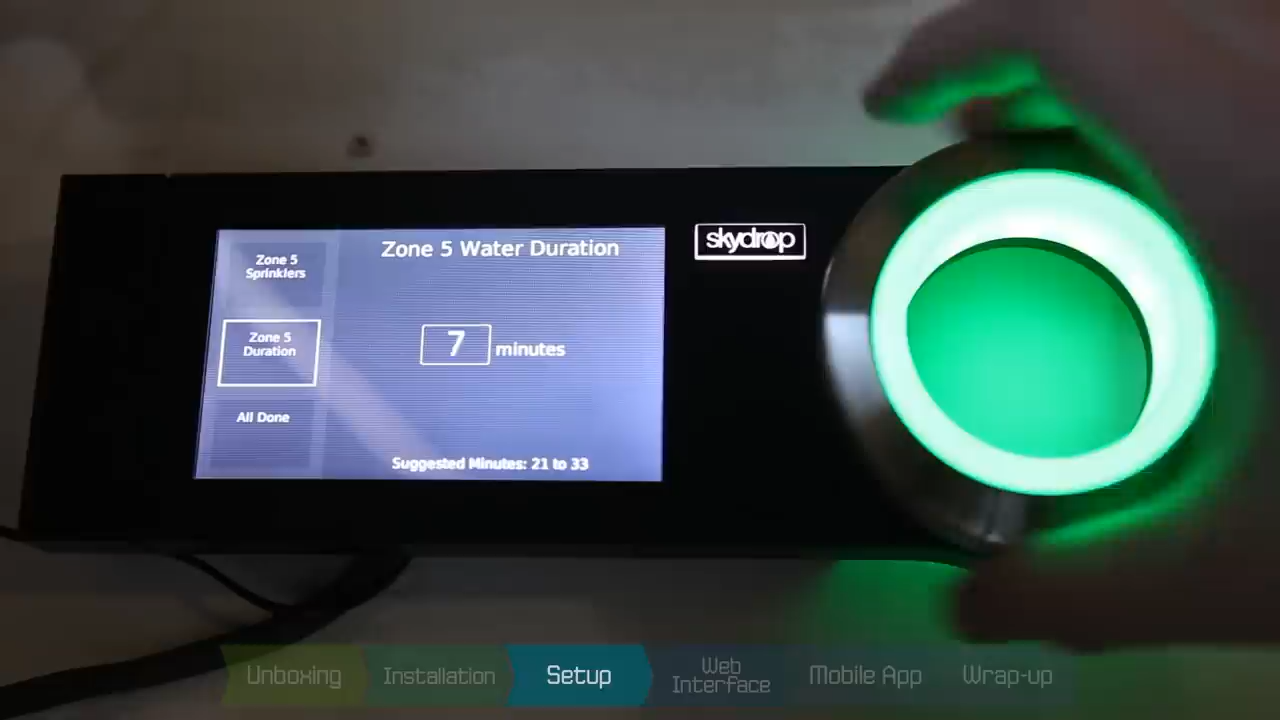 Zone 5 Water Duration
skydrop
Zone 5
Sprinklers
Zone 5
Duration
7 minutes
All Done
Suggested Minutes: 21 to 33
Unboxing
Installation
Setup
Web
Interface
Mobile App
Wrap-up